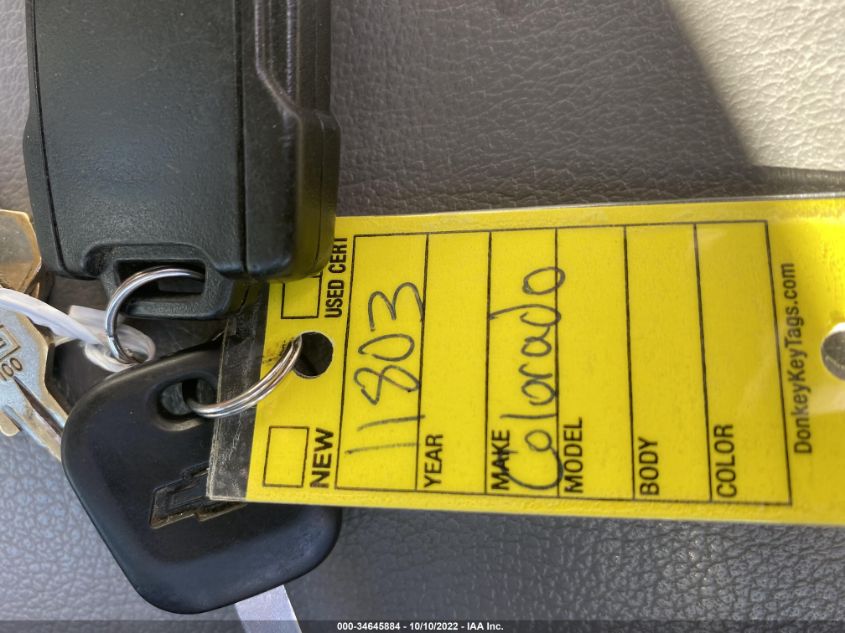 USED CERT
NEW
11803
YEAR
MAKE
Colorado
MODEL
BODY
COLOR
DonkeyKeyTags.com
000-34645884 - 10/10/2022 - IAA Inc.